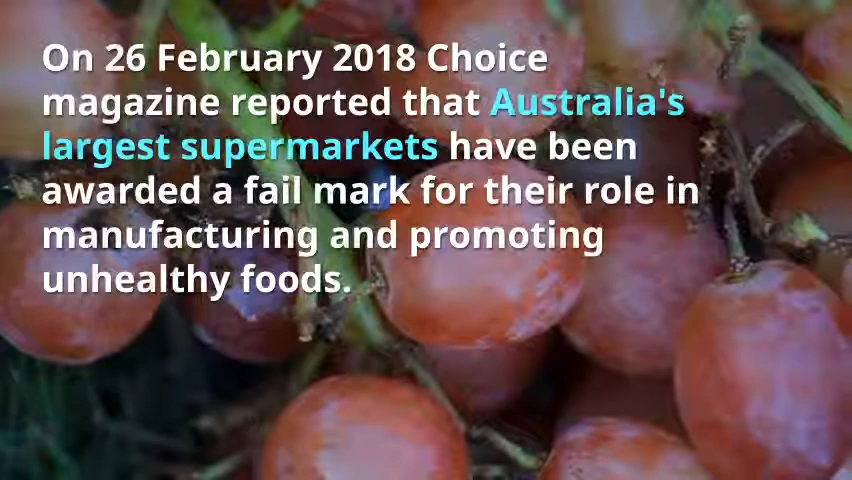 On 26 February 2018 Choice
magazine reported that Australia's
largest supermarkets have been
awarded a fail mark for their role in
manufacturing and promoting
unhealthy foods.